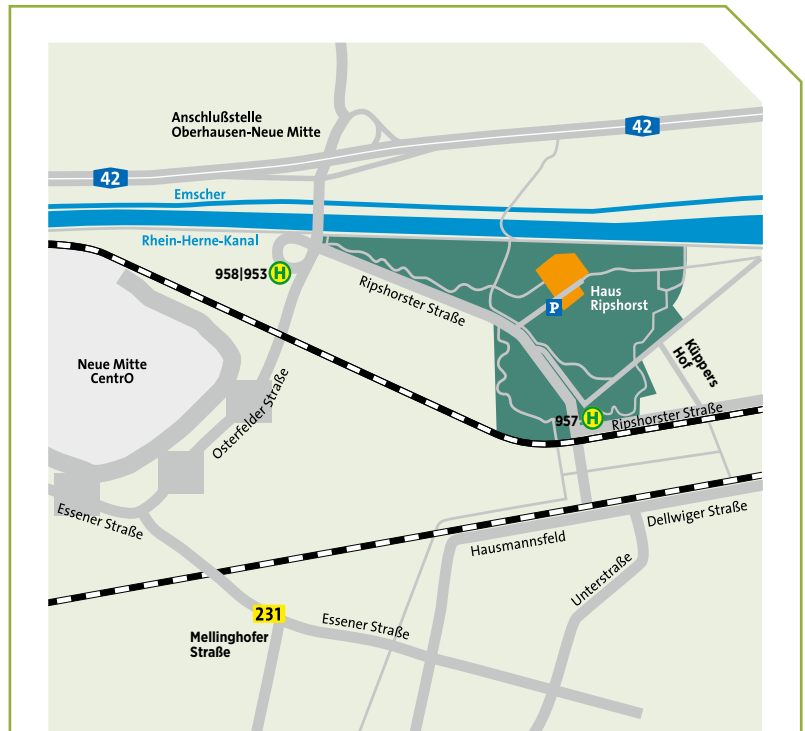 Anschlußstelle
Oberhausen-Neue Mitte
42
42
Emscher
Rhein-Herne-Kanal
958|953 H
Ripshorster Straße
Haus
Ripshorst
P
Neue Mitte
CentrO
Küppers
Hof
Osterfelder Straße
957 H
Ripshorster Straße
Essener Straße
Hausmannsfeld
Dellwiger Straße
Unterstraße
231
Essener Straße
Mellinghofer
Straße